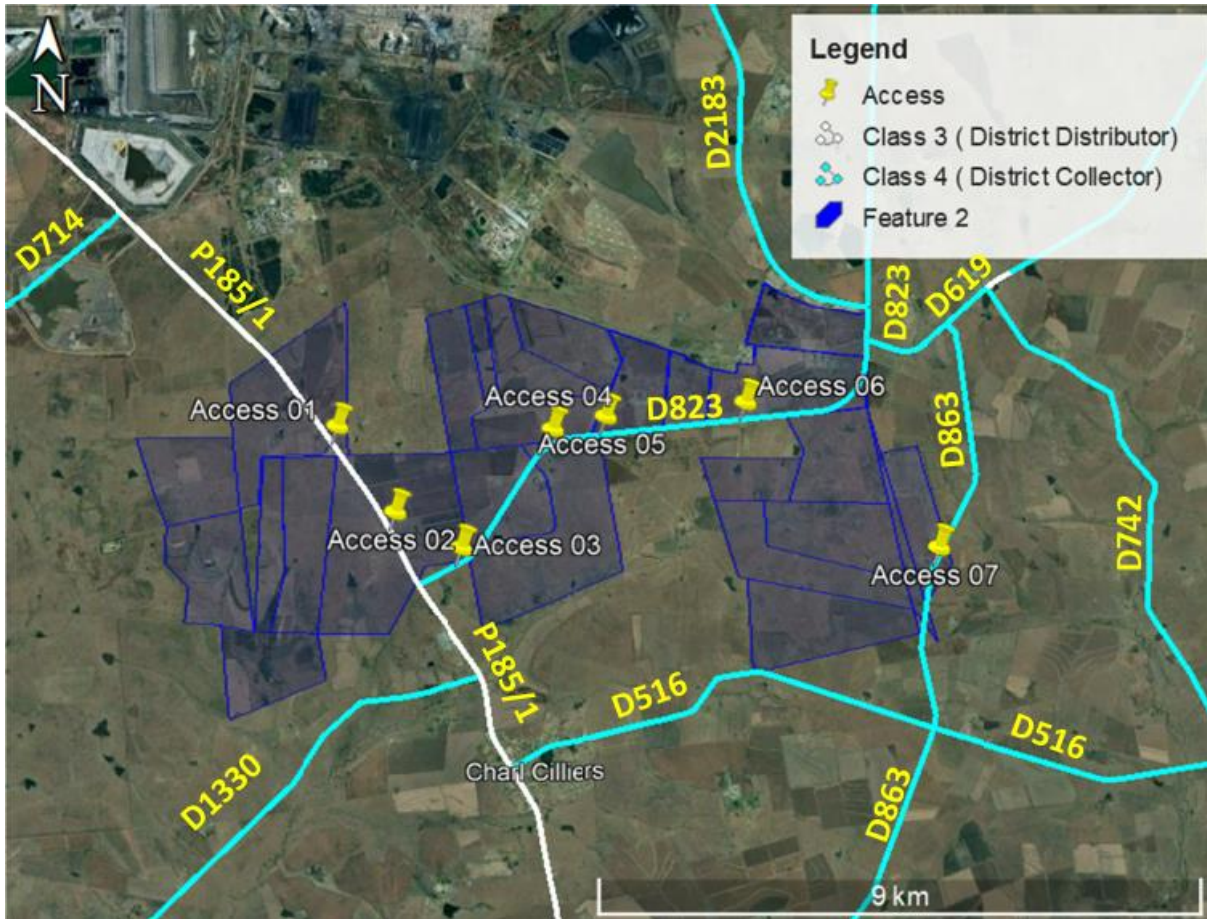 N
Legend
Access
Class 3 ( District Distributor)
Class 4 ( District Collector)
Feature 2
D2183
D714
P185/1
D823
D619
Access 01
Access 04
Access 06
D823
Access 05
D863
Access 02
Access 03
Access 07
D742
P185/1
D516
D516
Charl Cilliers
D1330
D863
9 km